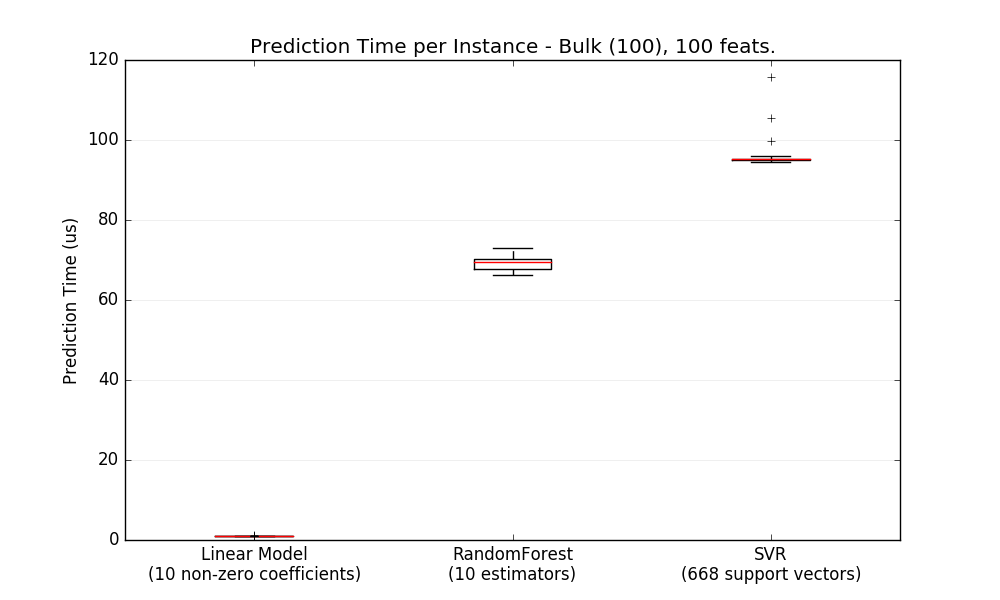 Prediction Time per Instance - Bulk (100), 100 feats.
120
100
80
60
40
20
0
Prediction Time (us)
Linear Model
(10 non-zero coefficients)
RandomForest
(10 estimators)
SVR
(668 support vectors)